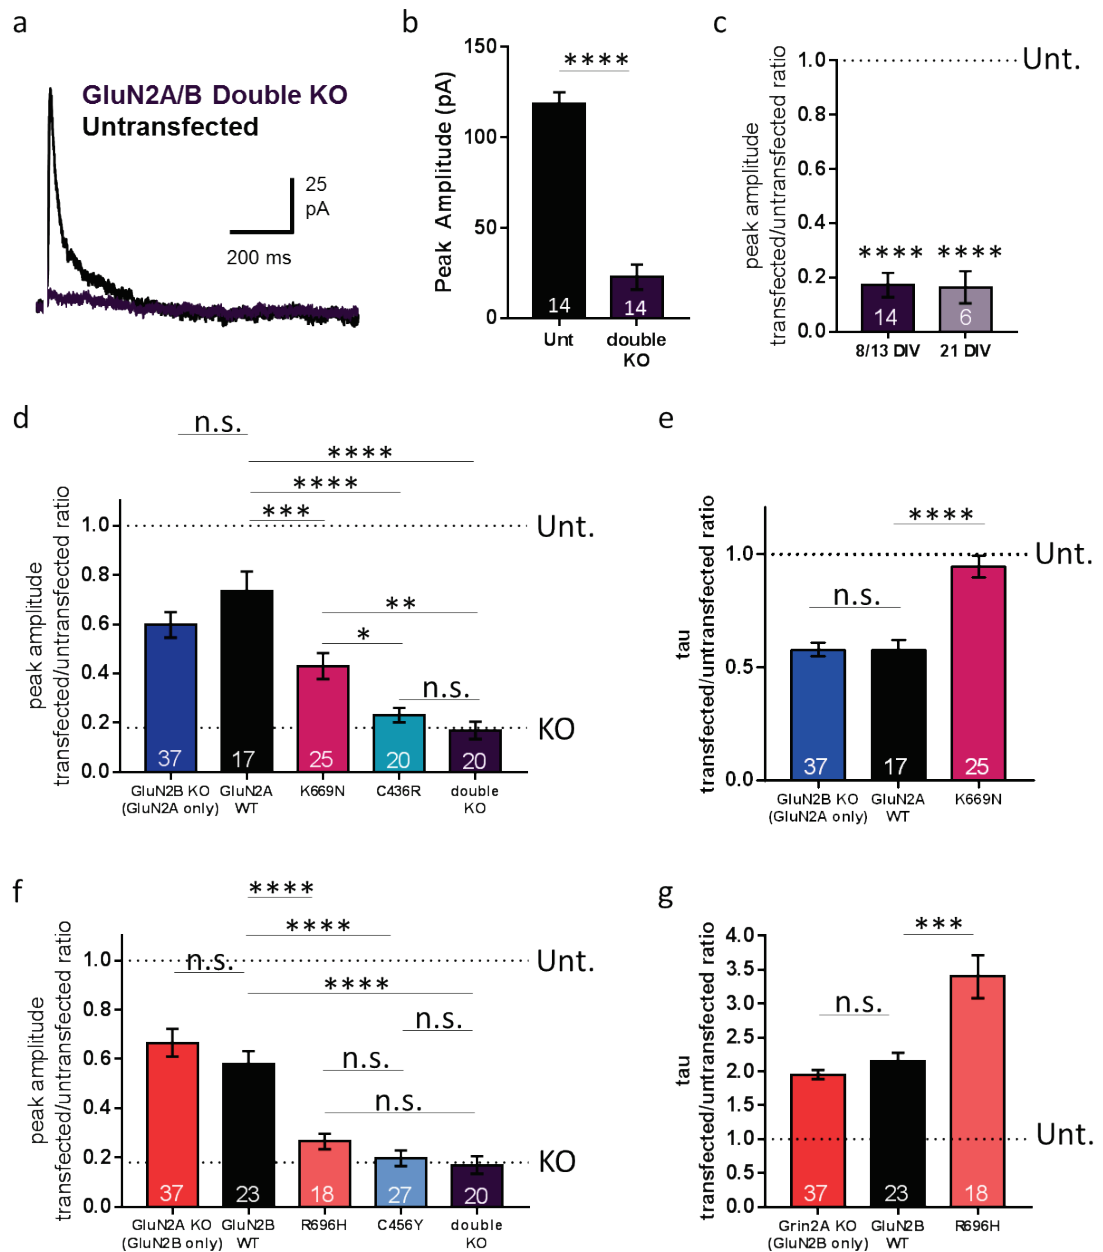 a
GluN2A/B Double KO
Untransfected
25
pA
200 ms
b
Peak Amplitude (pA)
150
100
50
0
****
14
14
Unt
double
KO
c
peak amplitude
transfected/untransfected ratio
1.0
0.8
0.6
0.4
0.2
0.0
Unt.
****
****
14
6
8/13 DIV
21 DIV
d
peak amplitude
transfected/untransfected ratio
n.s.
****
****
***
1.0
0.8
0.6
0.4
0.2
0.0
Unt.
**
*
n.s.
KO
37
17
25
20
20
GluN2B KO
(GluN2A only)
GluN2A
WT
K669N
C436R
double
KO
e
tau
transfected/untransfected ratio
****
1.0
0.5
0.0
Unt.
n.s.
37
17
25
GluN2B KO
(GluN2A only)
GluN2A
WT
K669N
f
peak amplitude
transfected/untransfected ratio
****
****
1.0
0.8
0.6
0.4
0.2
0.0
Unt.
n.s.
****
n.s.
n.s.
n.s.
KO
37
23
18
27
20
GluN2A KO
(GluN2B only)
GluN2B
WT
R696H
C456Y
double
KO
g
tau
transfected/untransfected ratio
4.0
3.5
3.0
2.5
2.0
1.5
1.0
0.5
0.0
***
n.s.
Unt.
37
23
18
Grin2A KO
(GluN2B only)
GluN2B
WT
R696H